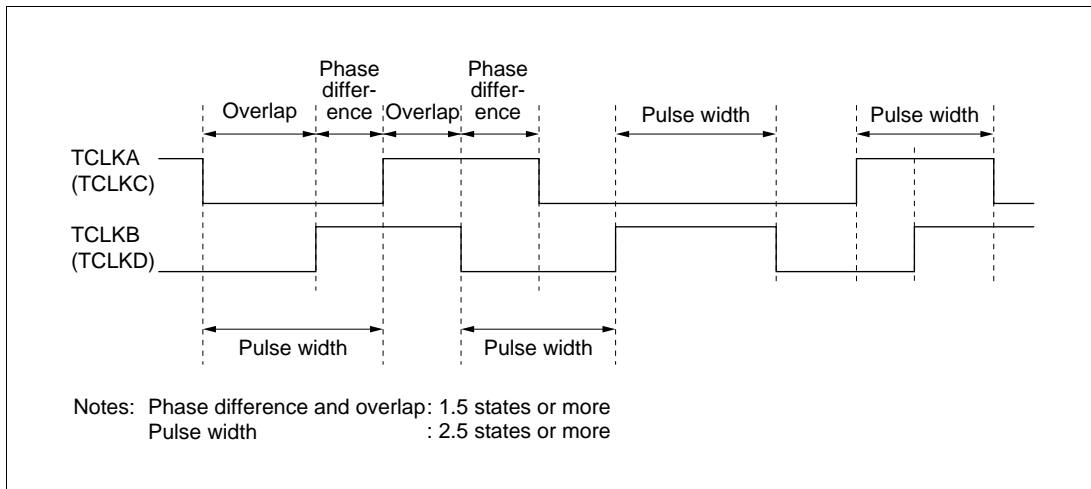 Phase
differ-
ence
Phase
differ-
ence
Overlap
Overlap
Pulse width
Pulse width
TCLKA
(TCLKC)
TCLKB
(TCLKD)
Pulse width
Pulse width
Notes: Phase difference and overlap : 1.5 states or more
Pulse width : 2.5 states or more